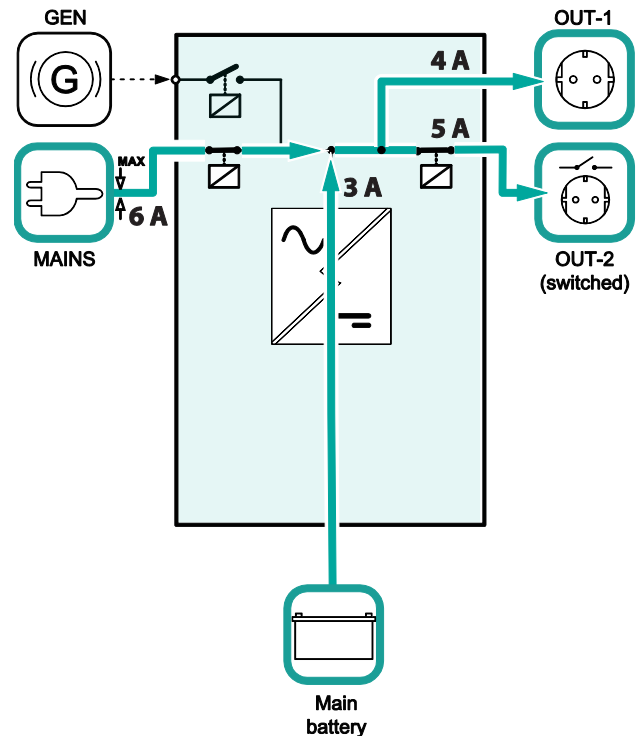 GEN
G
OUT-1
4 A
5 A
MAX
6 A
3 A
MAINS
OUT-2
(switched)
Main
battery